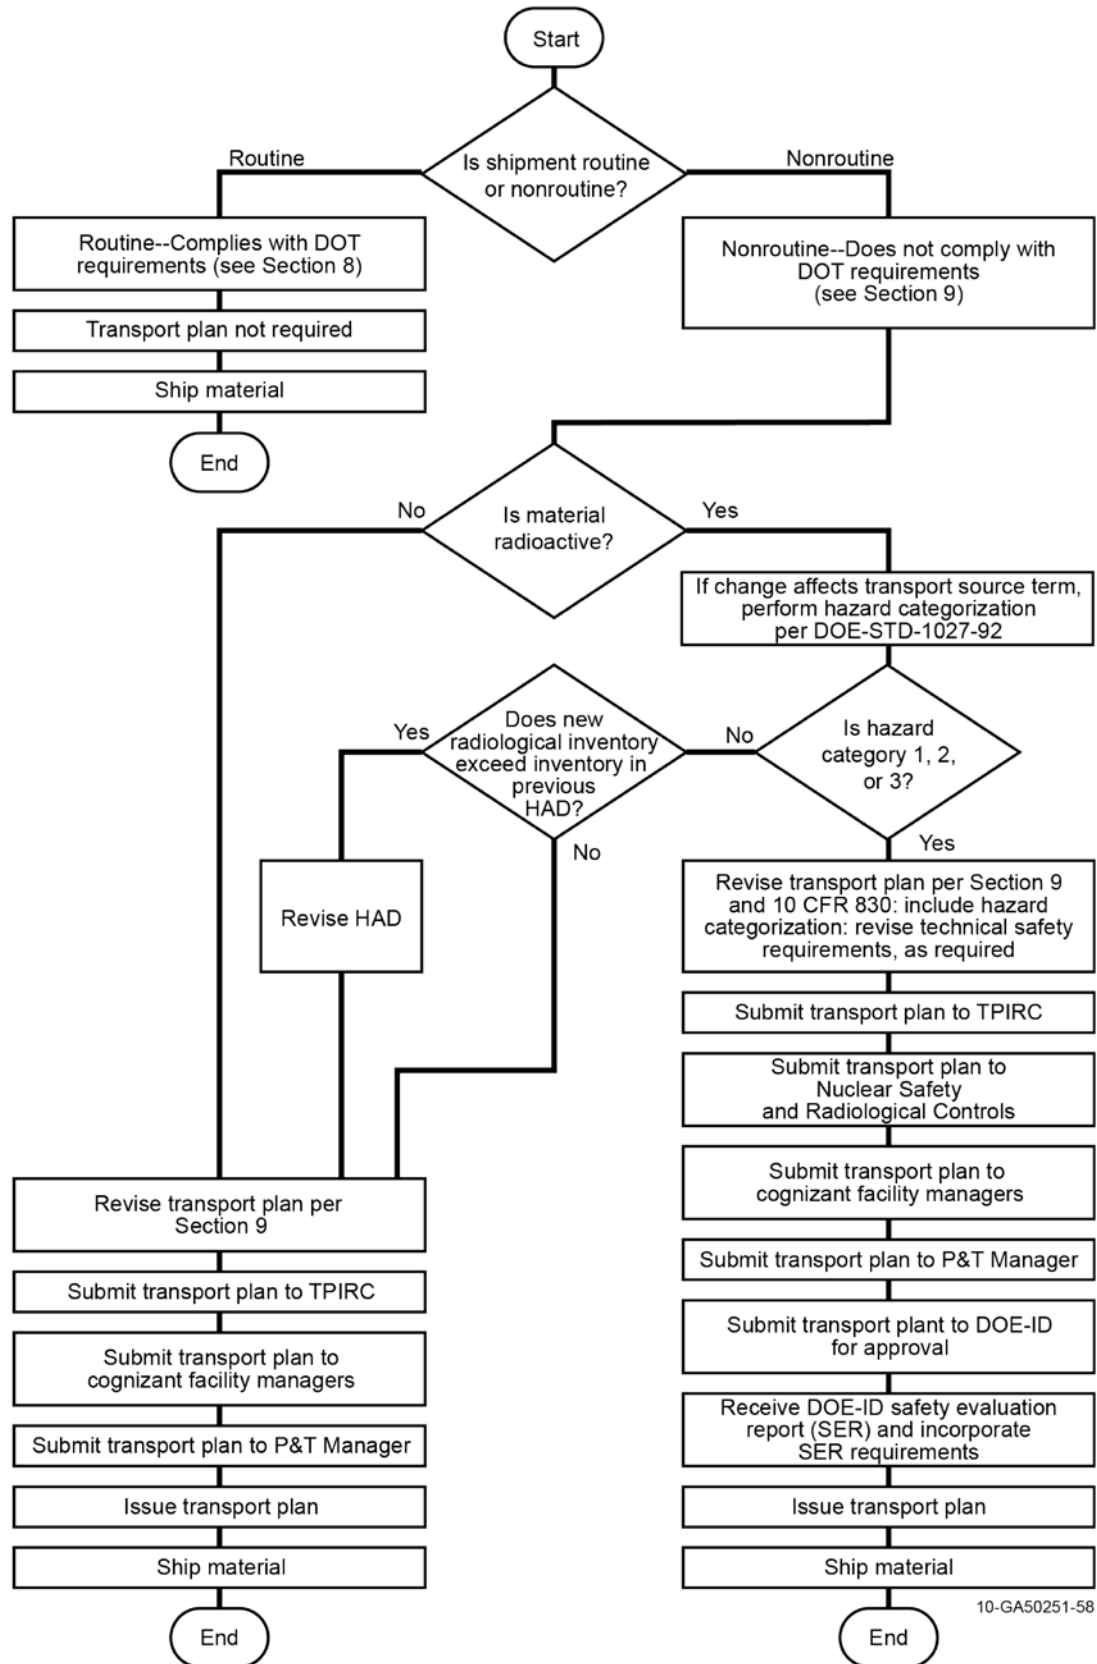 Start
Is shipment routine
or nonroutine?
Routine
Nonroutine
Routine--Complies with DOT
requirements (see Section 8)
Transport plan not required
Ship material
End
Nonroutine--Does not comply with
DOT requirements
(see Section 9)
Is material
radioactive?
No
Yes
If change affects transport source term,
perform hazard categorization
per DOE-STD-1027-92
Is hazard
category 1, 2,
or 3?
No
Yes
Does new
radiological inventory
exceed inventory in
previous
HAD?
Yes
No
Revise HAD
Revise transport plan per
Section 9
Submit transport plan to TPIRC
Submit transport plan to
cognizant facility managers
Submit transport plan to P&T Manager
Issue transport plan
Ship material
End
Revise transport plan per Section 9
and 10 CFR 830: include hazard
categorization: revise technical safety
requirements, as required
Submit transport plan to TPIRC
Submit transport plan to
Nuclear Safety
and Radiological Controls
Submit transport plan to
cognizant facility managers
Submit transport plan to P&T Manager
Submit transport plant to DOE-ID
for approval
Receive DOE-ID safety evaluation
report (SER) and incorporate
SER requirements
Issue transport plan
Ship material
End
10-GA50251-58